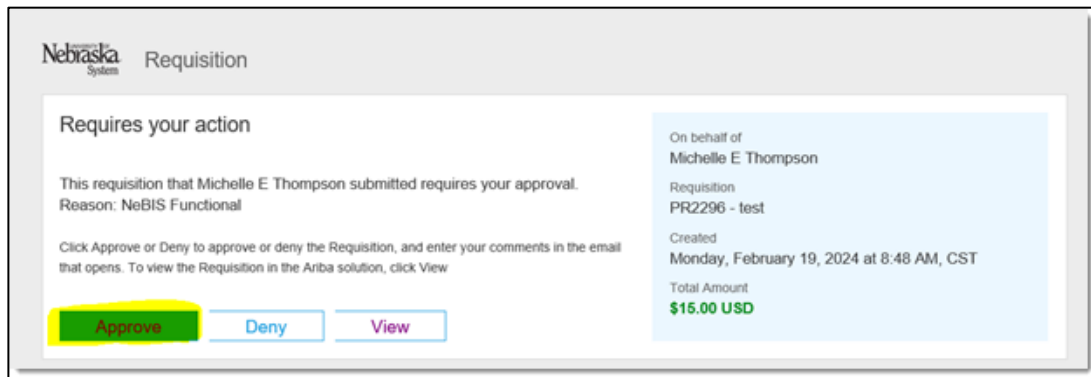 UNIVERSITY OF
Nebraska
System
Requisition
Requires your action
This requisition that Michelle E Thompson submitted requires your approval.
Reason: NeBIS Functional
Click Approve or Deny to approve or deny the Requisition, and enter your comments in the email
that opens. To view the Requisition in the Ariba solution, click View
Approve
Deny
View
On behalf of
Michelle E Thompson
Requisition
PR2296 - test
Created
Monday, February 19, 2024 at 8:48 AM, CST
Total Amount
$15.00 USD